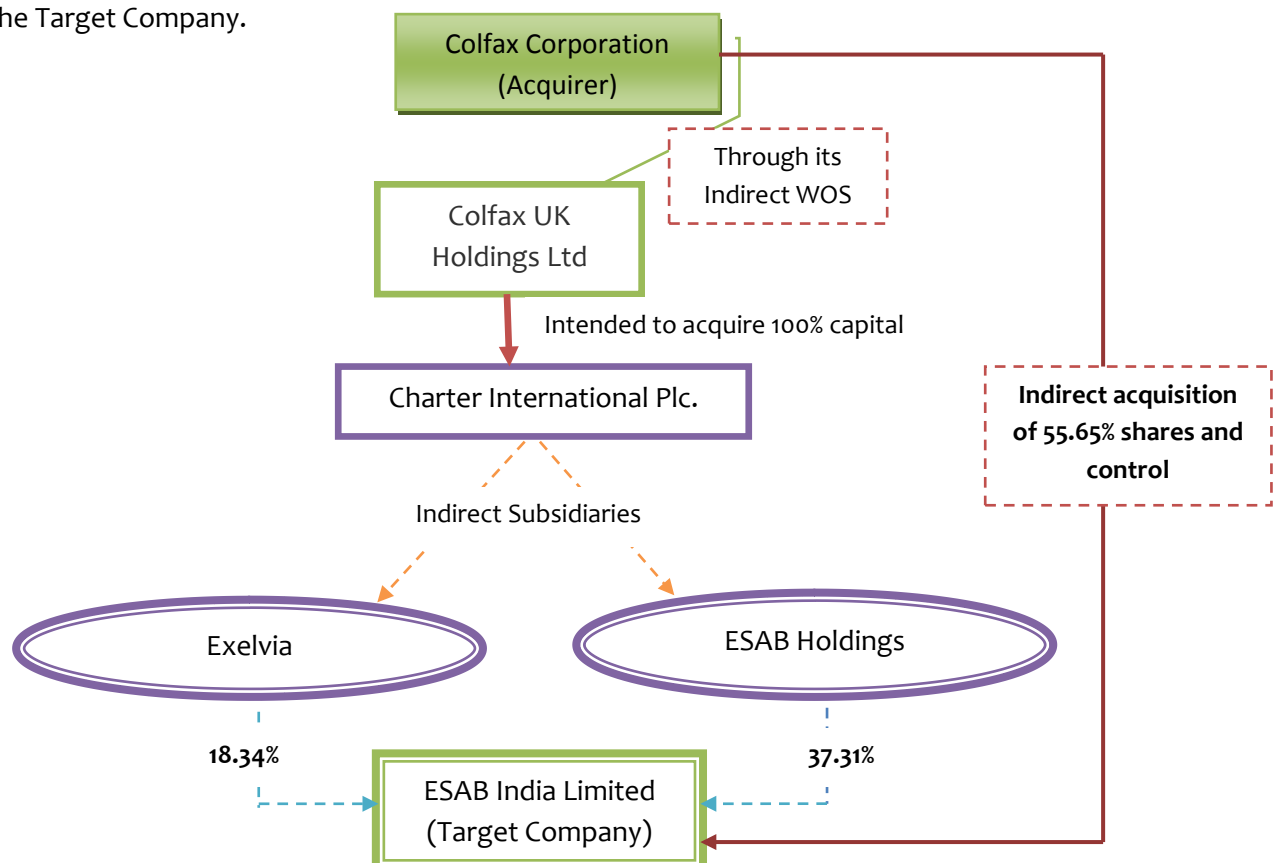 he Target Company.
Colfax Corporation
(Acquirer)
Through its
Indirect WOS
Colfax UK
Holdings Ltd
Intended to acquire 100% capital
Charter International Plc.
Indirect acquisition
of 55.65% shares and
control
Indirect Subsidiaries
Exelvia
ESAB Holdings
18.34%
37.31%
ESAB India Limited
(Target Company)